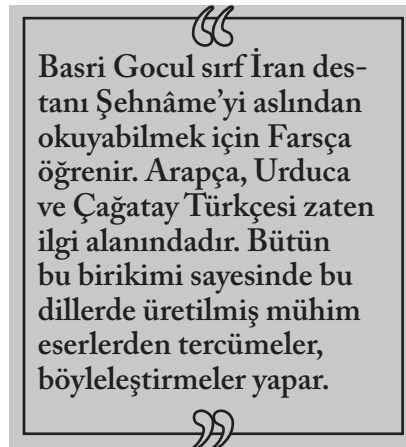 “
Basri Gocul sırf İran des-
tanı Şehnâme’yi aslından
okuyabilmek için Farsça
öğrenir. Arapça, Urduca
ve Çağatay Türkçesi zaten
ilgi alanındadır. Bütün
bu birikimi sayesinde bu
dillerde üretilmiş mühim
eserlerden tercümeler,
böyleleştirmeler yapar.
”